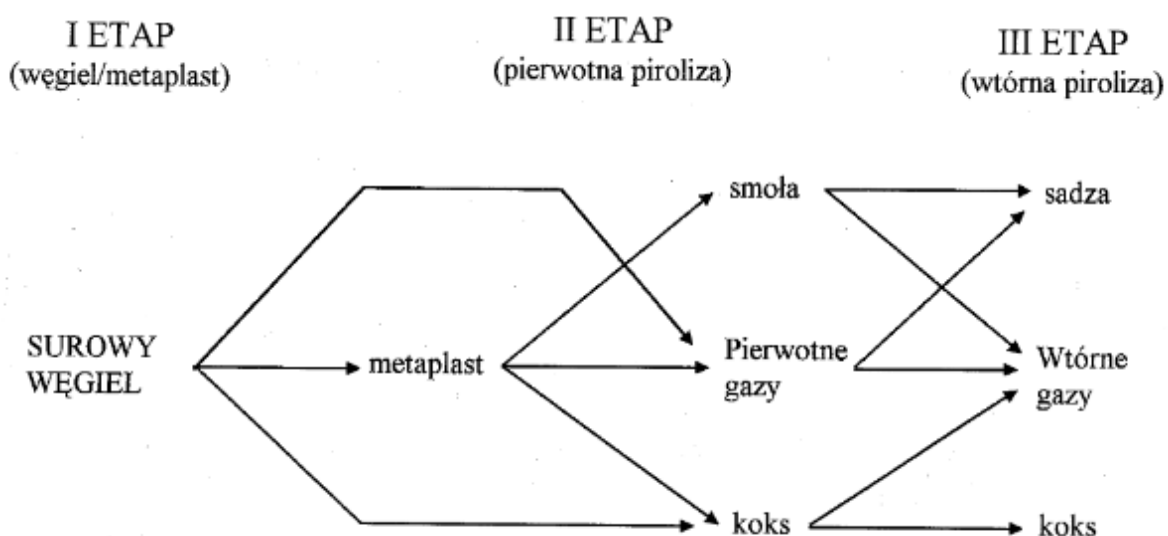 I ETAP
(węgiel/metaplast)
II ETAP
(pierwotna piroliza)
III ETAP
(wtórna piroliza)
smoła
sadza
SUROWY
WĘGIEL
metaplast
Pierwotne
gazy
Wtórne
gazy
koks
koks